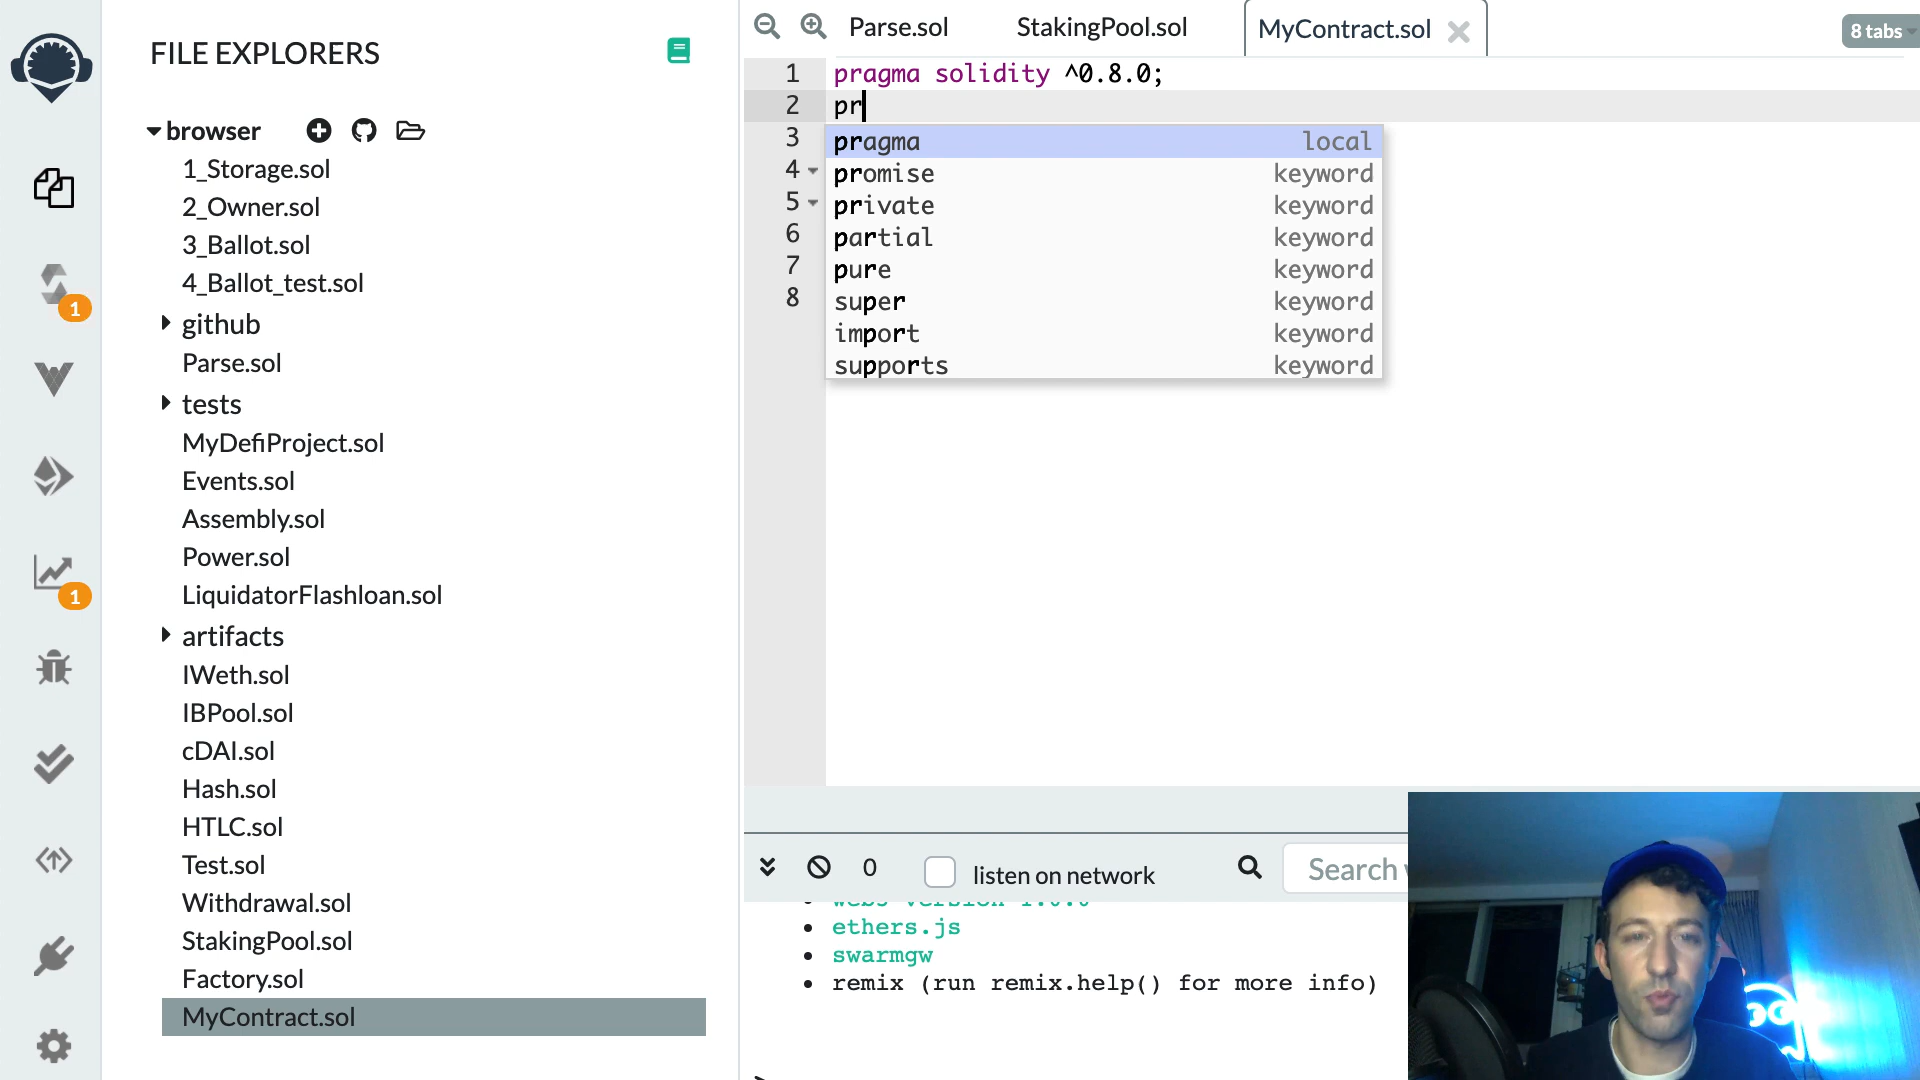 FILE EXPLORERS
browser
1_Storage.sol
2_Owner.sol
3_Ballot.sol
4_Ballot_test.sol
github
Parse.sol
tests
MyDefiProject.sol
Events.sol
Assembly.sol
Power.sol
LiquidatorFlashloan.sol
artifacts
IWeth.sol
IBPool.sol
cDAI.sol
Hash.sol
HTLC.sol
Test.sol
Withdrawal.sol
StakingPool.sol
Factory.sol
MyContract.sol
1
1
Parse.sol StakingPool.sol MyContract.sol 8 tabs
1 pragma solidity ^0.8.0;
2 pr
3 pragma local
4 promise keyword
5 private keyword
6 partial keyword
7 pure keyword
8 super keyword
import keyword
supports keyword
0 listen on network Search
web3 version 1.0.0
ethers.js
swarmgw
remix (run remix.help() for more info)
>